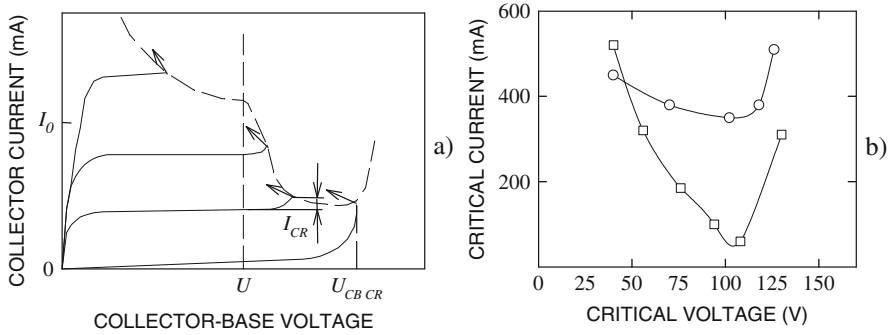 COLLECTOR CURRENT (mA)
I0
0
ICR
U
UCB CR
COLLECTOR-BASE VOLTAGE
a)
CRITICAL CURRENT (mA)
600
400
200
0 25 50 75 100 125 150
CRITICAL VOLTAGE (V)
b)